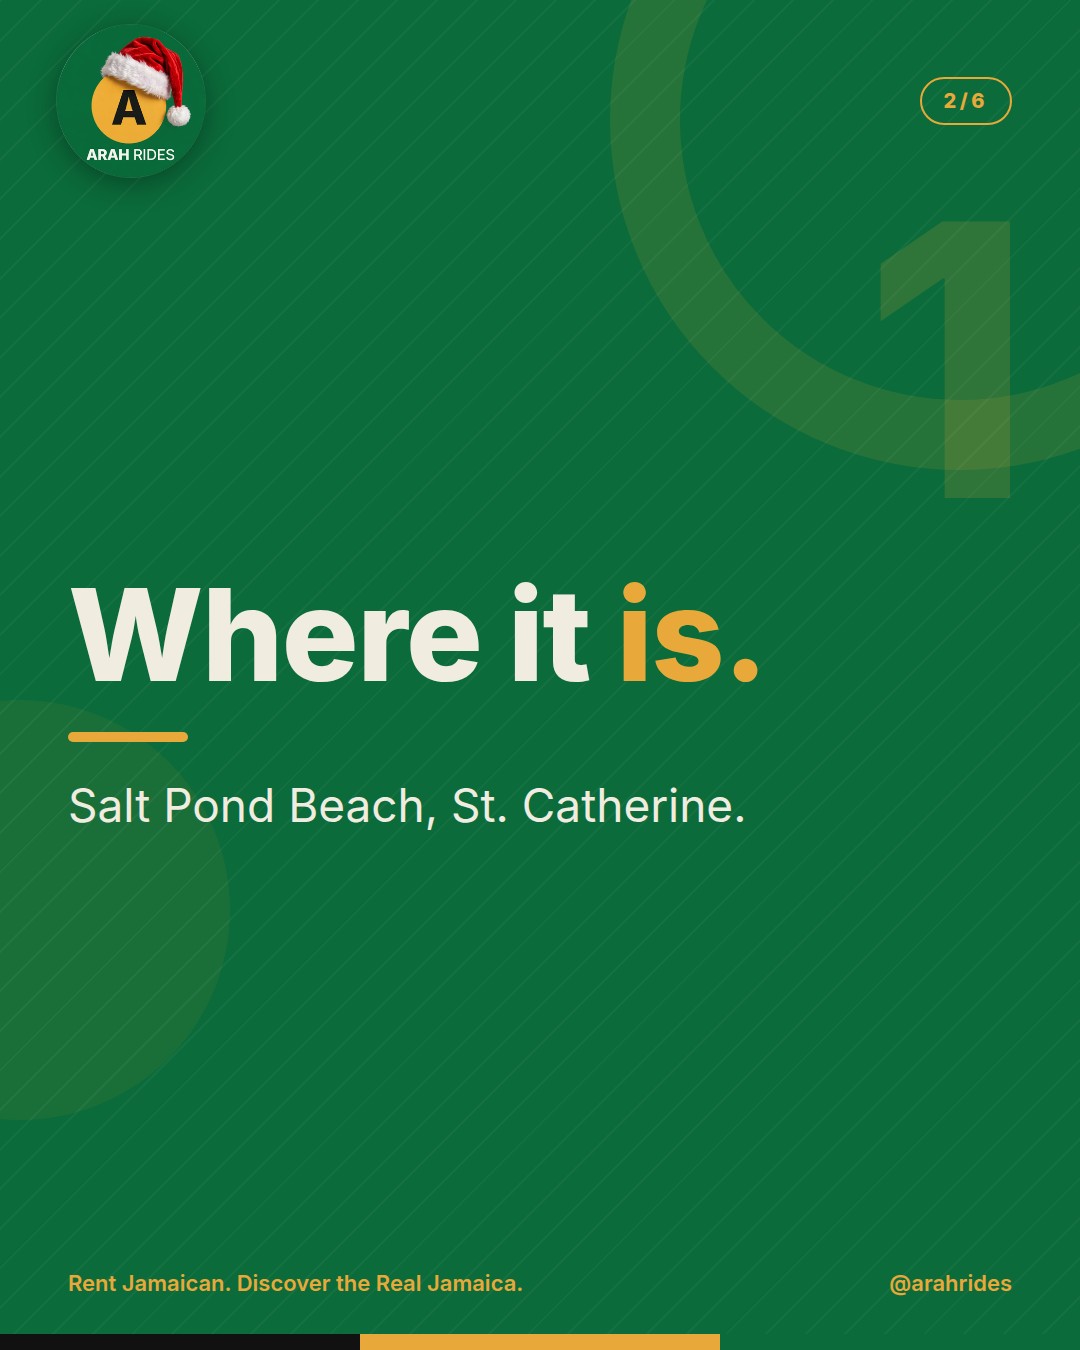 A
ARAH RIDES
2/6
1
Where it is.
Salt Pond Beach, St. Catherine.
Rent Jamaican. Discover the Real Jamaica.
@arahrides